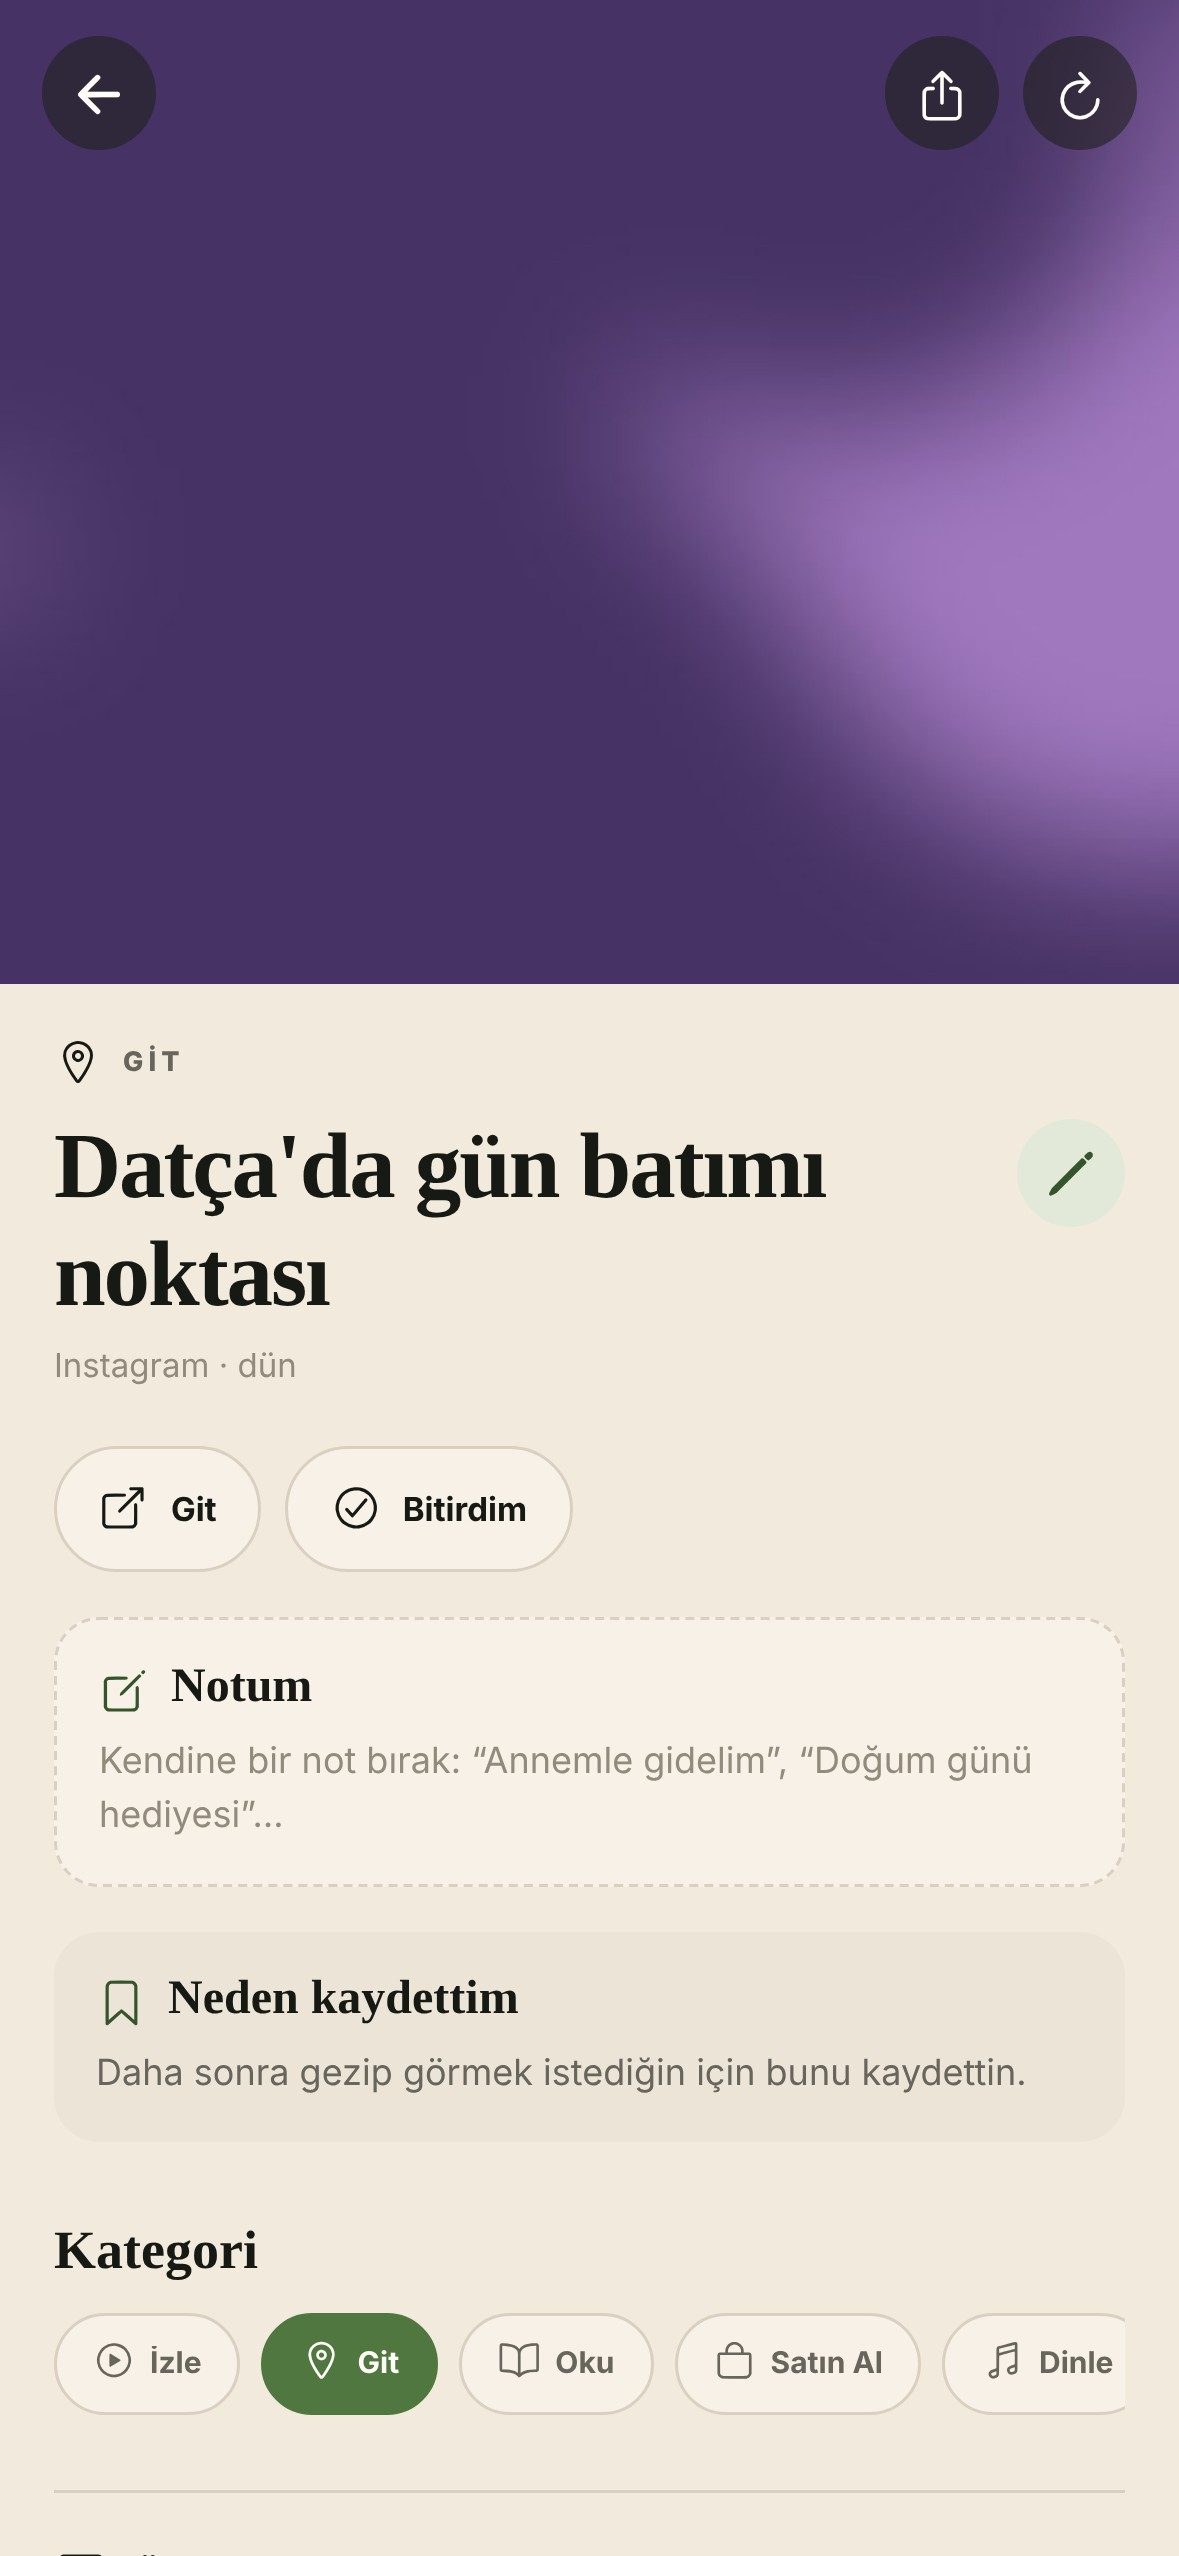 GİT
Datça'da gün batımı
noktası
Instagram · dün
Git
Bitirdim
Notum
Kendine bir not bırak: “Annemle gidelim”, “Doğum günü
hediyesi”...
Neden kaydettim
Daha sonra gezip görmek istediğin için bunu kaydettin.
Kategori
İzle
Git
Oku
Satın Al
Dinle